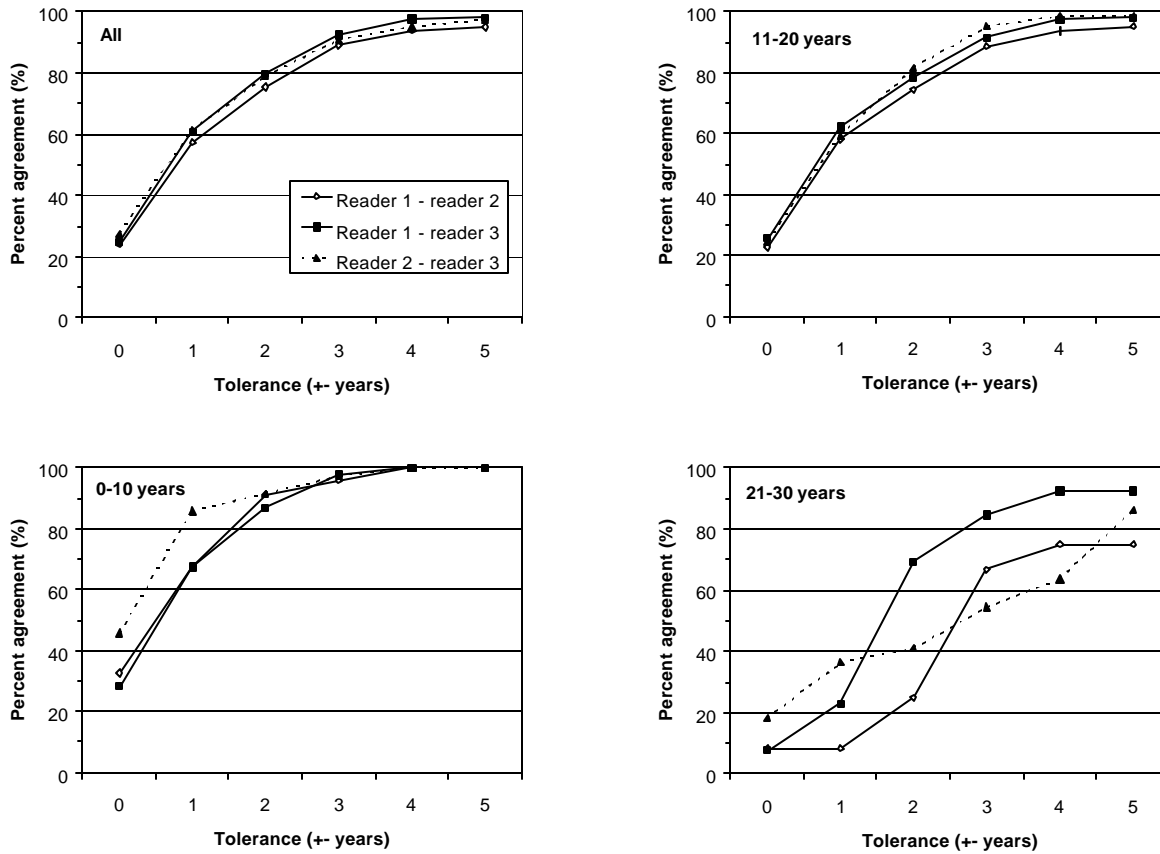 All
100
80
60
40
20
0
Percent agreement (%)
Reader 1 - reader 2
Reader 1 - reader 3
Reader 2 - reader 3
0 1 2 3 4 5
Tolerance (+- years)
11-20 years
100
80
60
40
20
0
Percent agreement (%)
0 1 2 3 4 5
Tolerance (+- years)
0-10 years
100
80
60
40
20
0
Percent agreement (%)
0 1 2 3 4 5
Tolerance (+- years)
21-30 years
100
80
60
40
20
0
Percent agreement (%)
0 1 2 3 4 5
Tolerance (+- years)